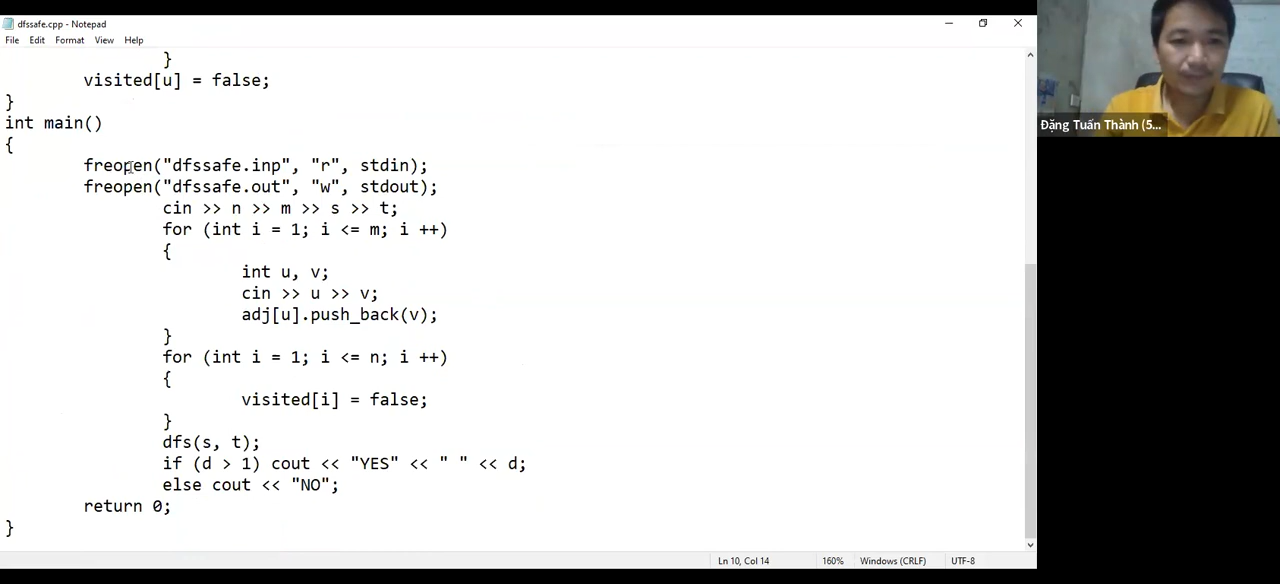 dfssafe.cpp - Notepad
File Edit Format View Help
}
visited[u] = false;
}
int main()
{
freopen("dfssafe.inp", "r", stdin);
freopen("dfssafe.out", "w", stdout);
cin >> n >> m >> s >> t;
for (int i = 1; i <= m; i ++)
{
int u, v;
cin >> u >> v;
adj[u].push_back(v);
}
for (int i = 1; i <= n; i ++)
{
visited[i] = false;
}
dfs(s, t);
if (d > 1) cout << "YES" << " " << d;
else cout << "NO";
return 0;
}
Ln 10, Col 14 160% Windows (CRLF) UTF-8
Đặng Tuấn Thành (5...